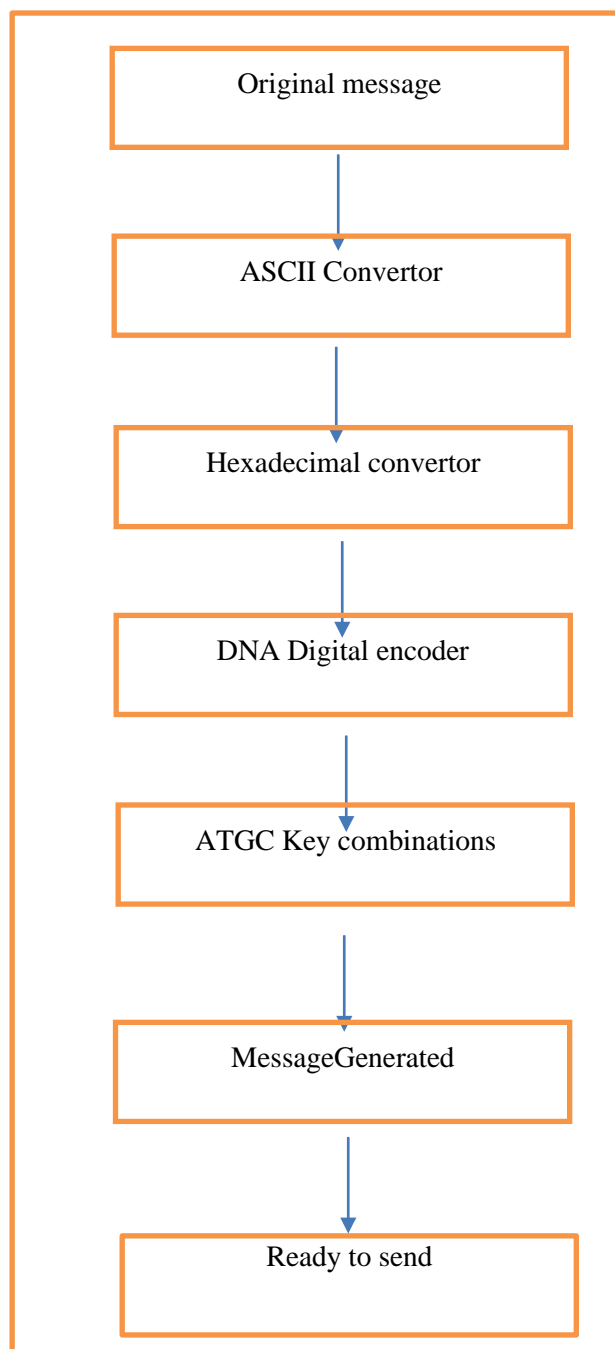 Original message
ASCII Convertor
Hexadecimal convertor
DNA Digital encoder
ATGC Key combinations
MessageGenerated
Ready to send